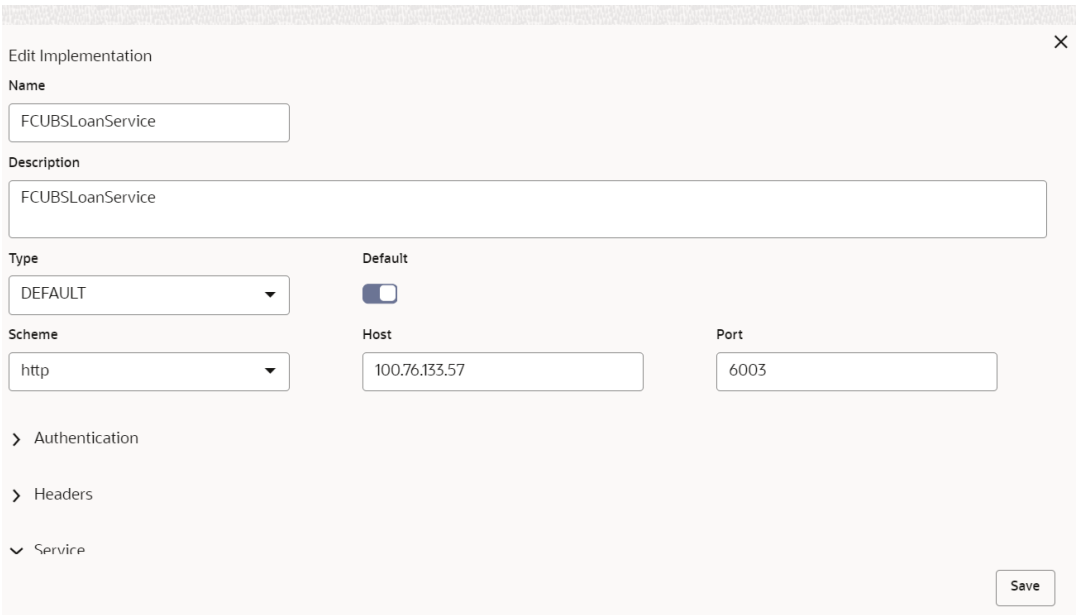 Edit Implementation
Name
FCUBSLoanService
Description
FCUBSLoanService
Type Default
DEFAULT
Scheme Host Port
http 100.76.133.57 6003
Authentication
Headers
Service
Save